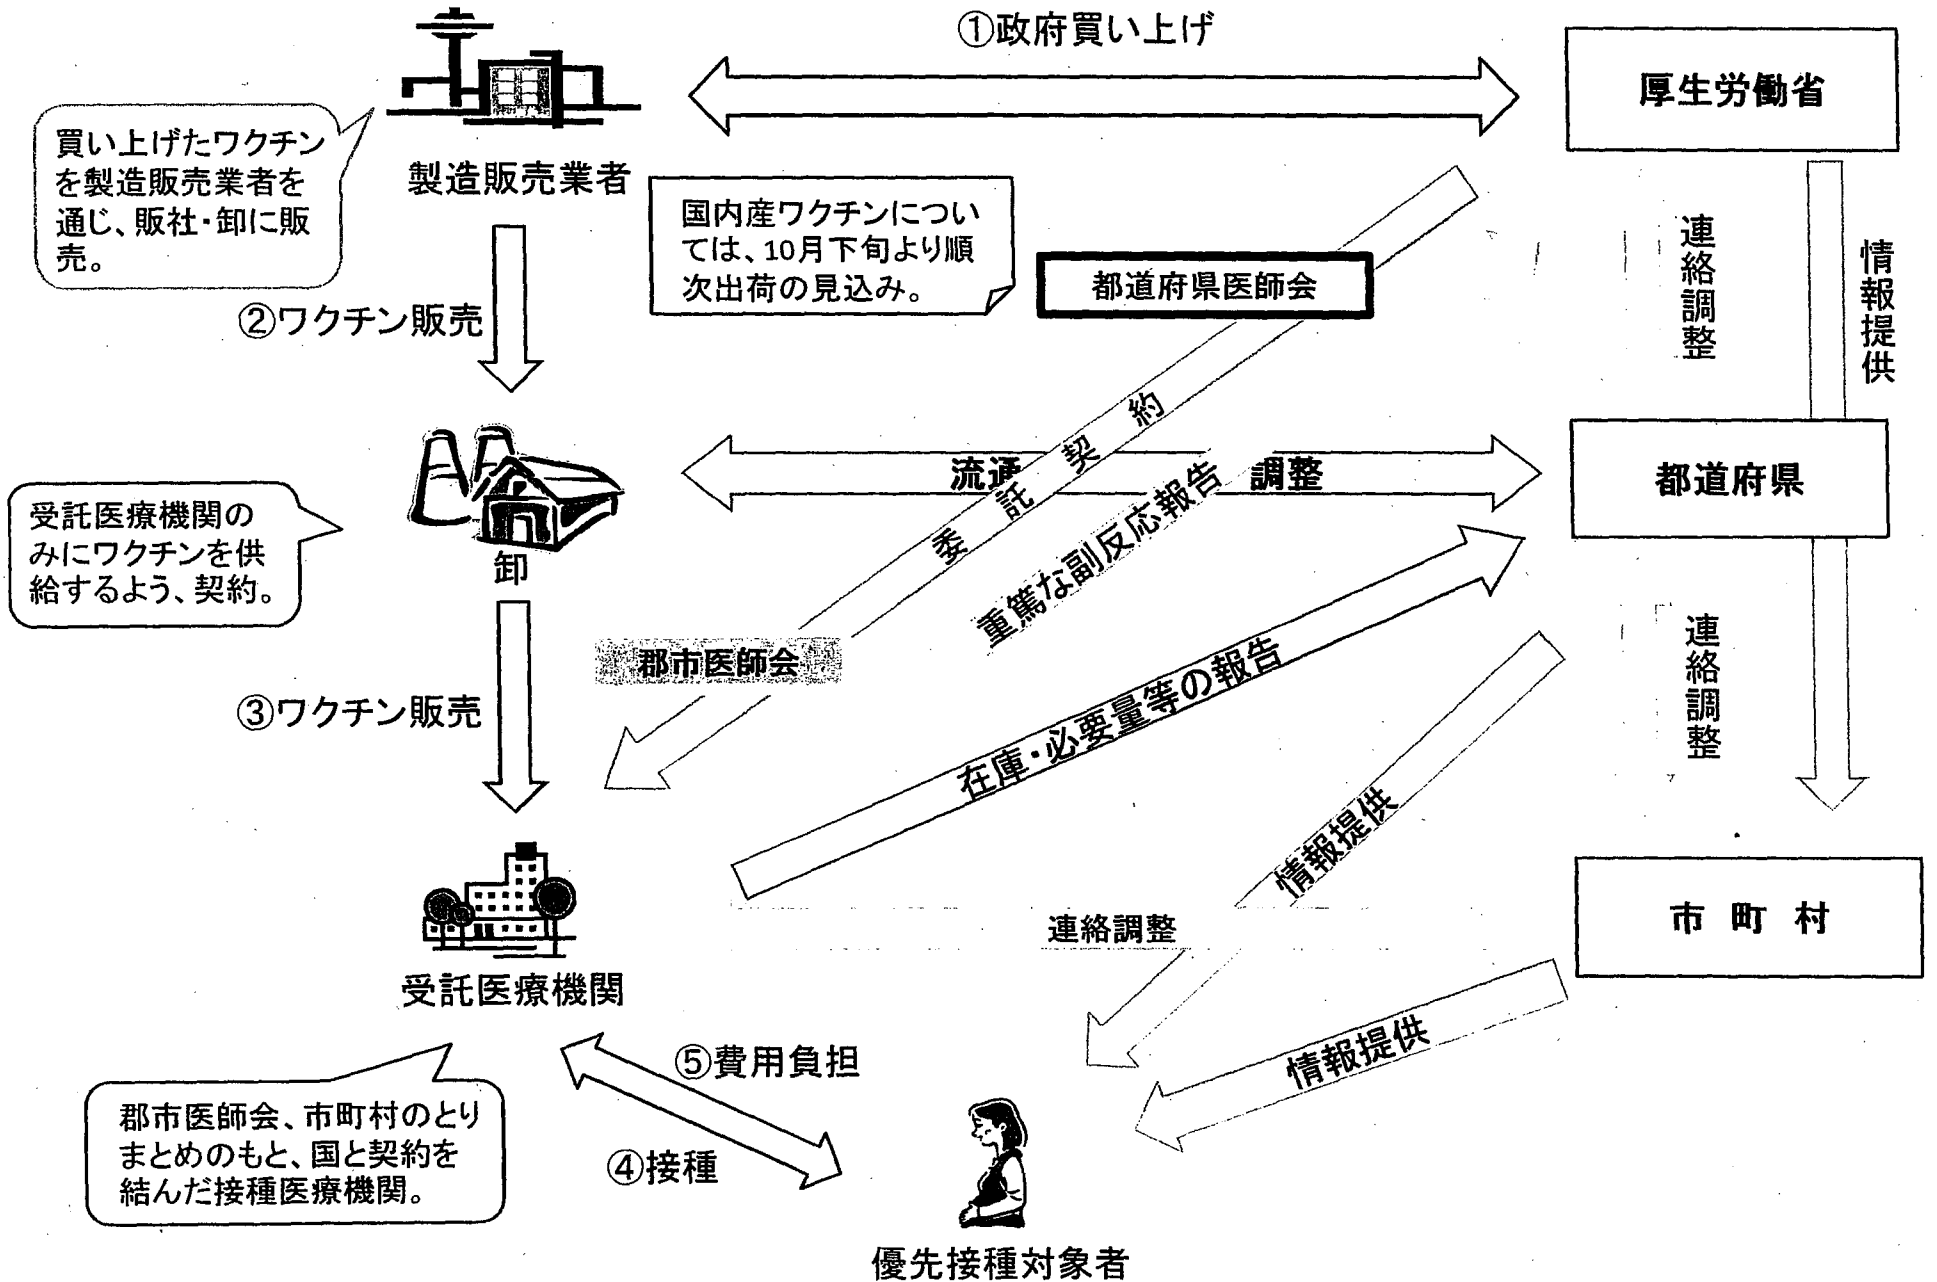 ①政府買い上げ
厚生労働省
買い上げたワクチン
を製造販売業者を
通じ、販社・卸に販
売。
製造販売業者
国内産ワクチンについ
ては、10月下旬より順
次出荷の見込み。
都道府県医師会
連絡調整
情報提供
②ワクチン販売
委託契約
流通
調整
都道府県
重篤な副反応報告
受託医療機関の
みにワクチンを供
給するよう、契約。
卸
郡市医師会
在庫・必要量等の報告
連絡調整
③ワクチン販売
情報提供
連絡調整
市町村
受託医療機関
情報提供
⑤費用負担
④接種
郡市医師会、市町村のとり
まとめのもと、国と契約を
結んだ接種医療機関。
優先接種対象者